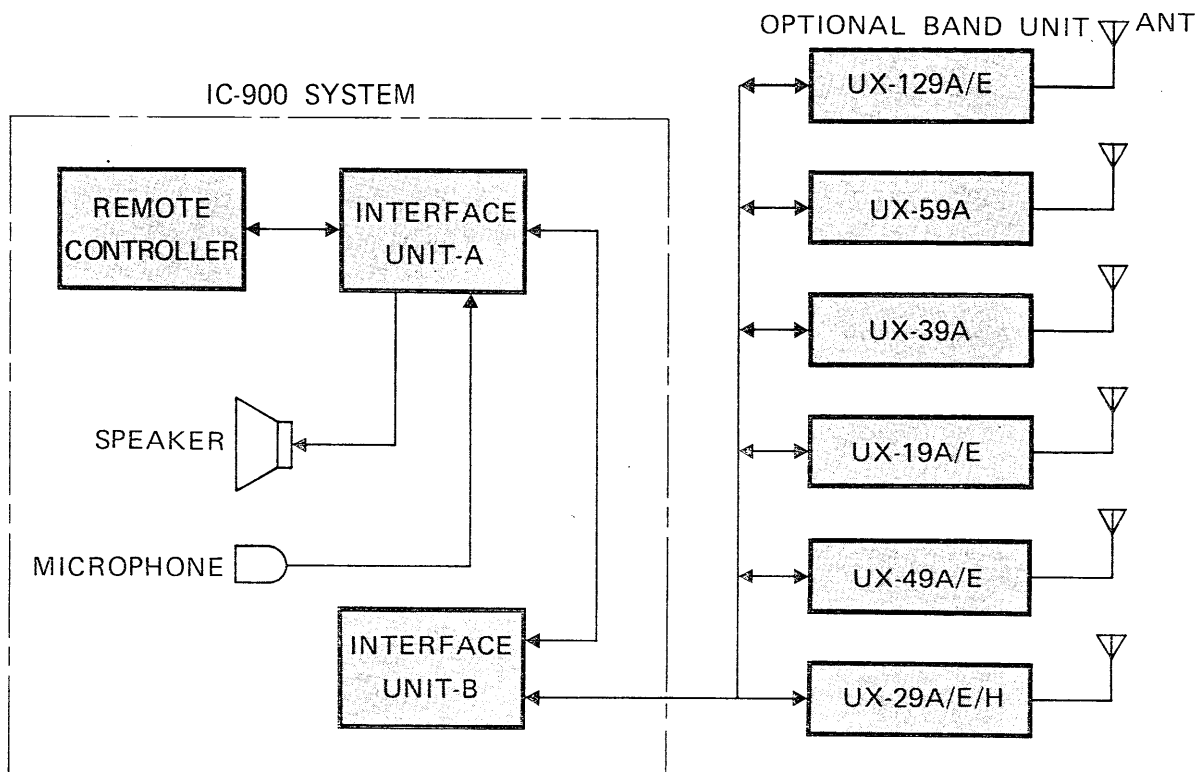 OPTIONAL BAND UNIT ANT
IC-900 SYSTEM
REMOTE
CONTROLLER
INTERFACE
UNIT-A
SPEAKER
MICROPHONE
INTERFACE
UNIT-B
UX-129A/E
UX-59A
UX-39A
UX-19A/E
UX-49A/E
UX-29A/E/H